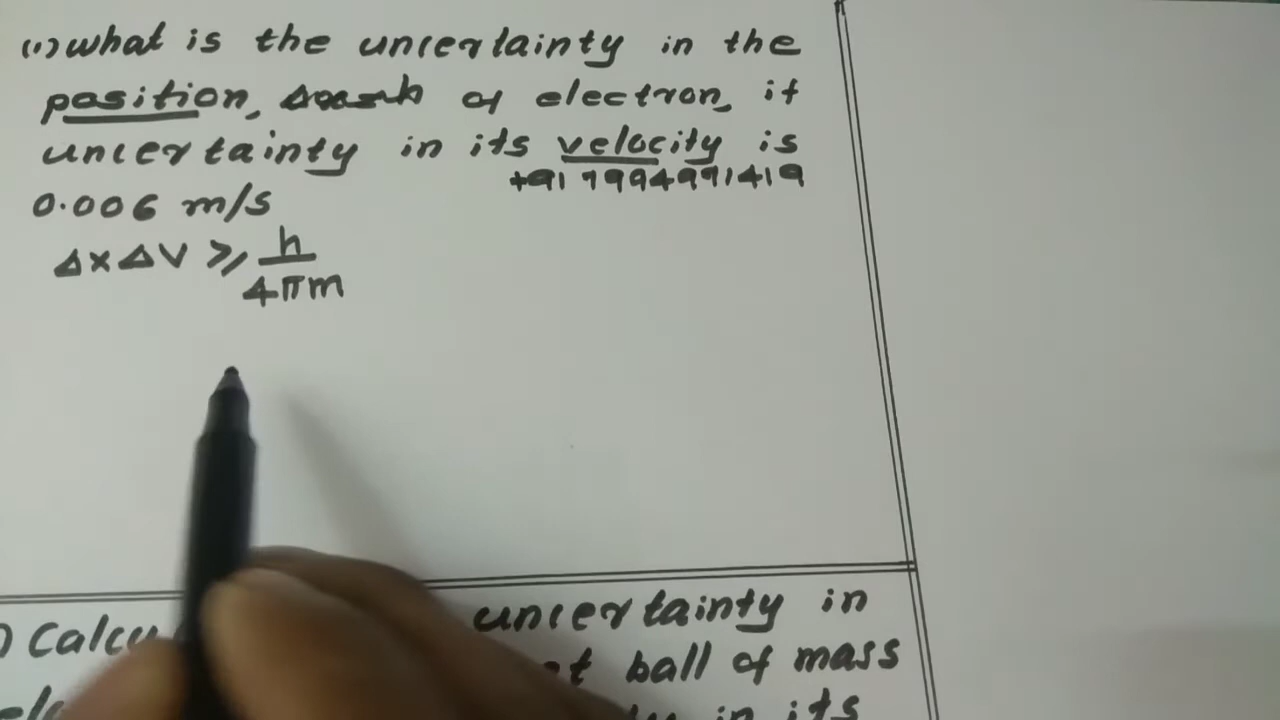 (1) what is the uncertainty in the
position, of electron, if
uncertainty in its velocity is
+91 7994991419
0.006 m/s
Δx ΔV ≥ h / 4πm
) Calcu uncertainty in
ball of mass
in its